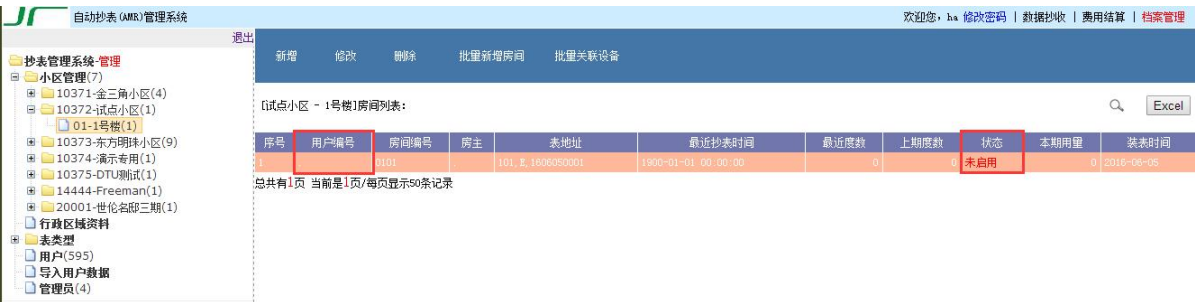 自动抄表(AMR)管理系统
欢迎您，ha 修改密码 | 数据抄收 | 费用结算 | 档案管理
退出
抄表管理系统-管理
小区管理(7)
10371-金三角小区(4)
10372-试点小区(1)
01-1号楼(1)
10373-东方明珠小区(9)
10374-演示专用(1)
10375-DTU测试(1)
14444-Freeman(1)
20001-世伦名邸三期(1)
行政区域资料
表类型
用户(595)
导入用户数据
管理员(4)
新增 修改 删除 批里新增房间 批里关联设备
[试点小区 - 1号楼]房间列表:
Excel
序号 用户编号 房间编号 房主 表地址 最近抄表时间 最近度数 上期度数 状态 本期用里 装表时间
1 . 0101 . 101,E,1606050001 1900-01-01 00:00:00 0 0 未启用 0 2016-06-05
总共有1页 当前是1页/每页显示50条记录